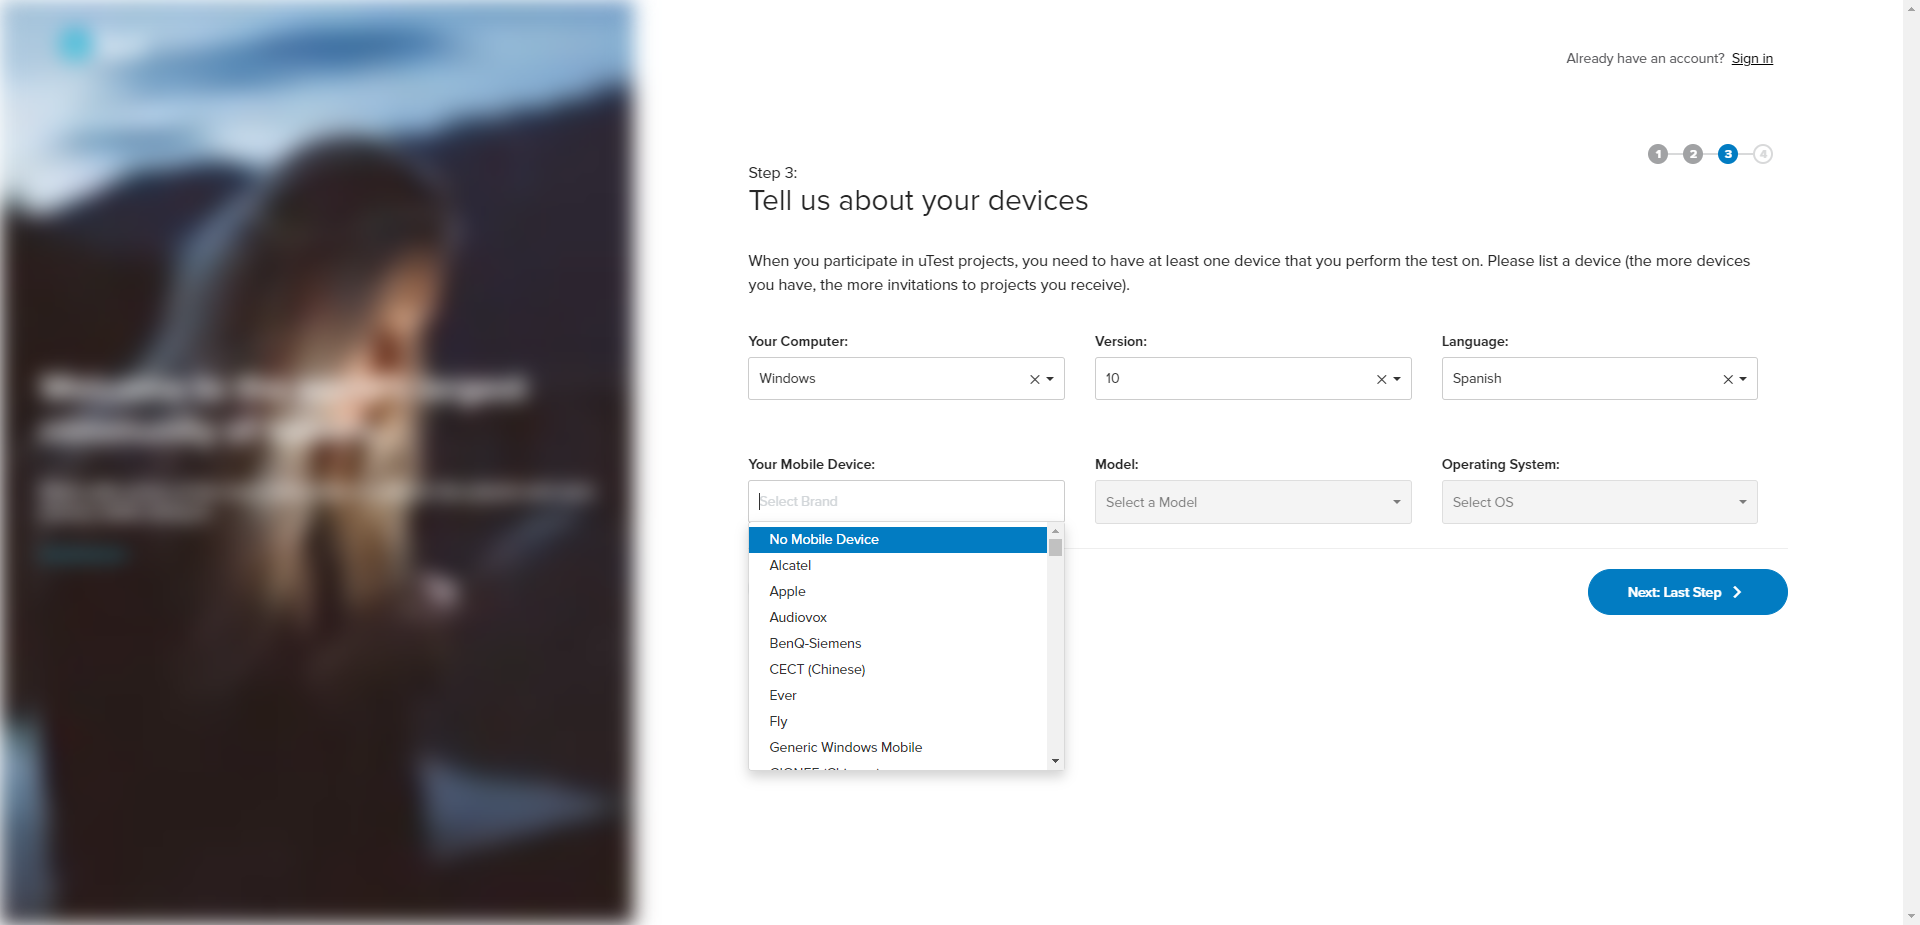 Already have an account? Sign in
1 2 3 4
Step 3:
Tell us about your devices
When you participate in uTest projects, you need to have at least one device that you perform the test on. Please list a device (the more devices
you have, the more invitations to projects you receive).
Your Computer: Version: Language:
Windows 10 Spanish
Your Mobile Device: Model: Operating System:
Select Brand Select a Model Select OS
No Mobile Device
Alcatel
Apple
Audiovox
BenQ-Siemens
CECT (Chinese)
Ever
Fly
Generic Windows Mobile
Next: Last Step